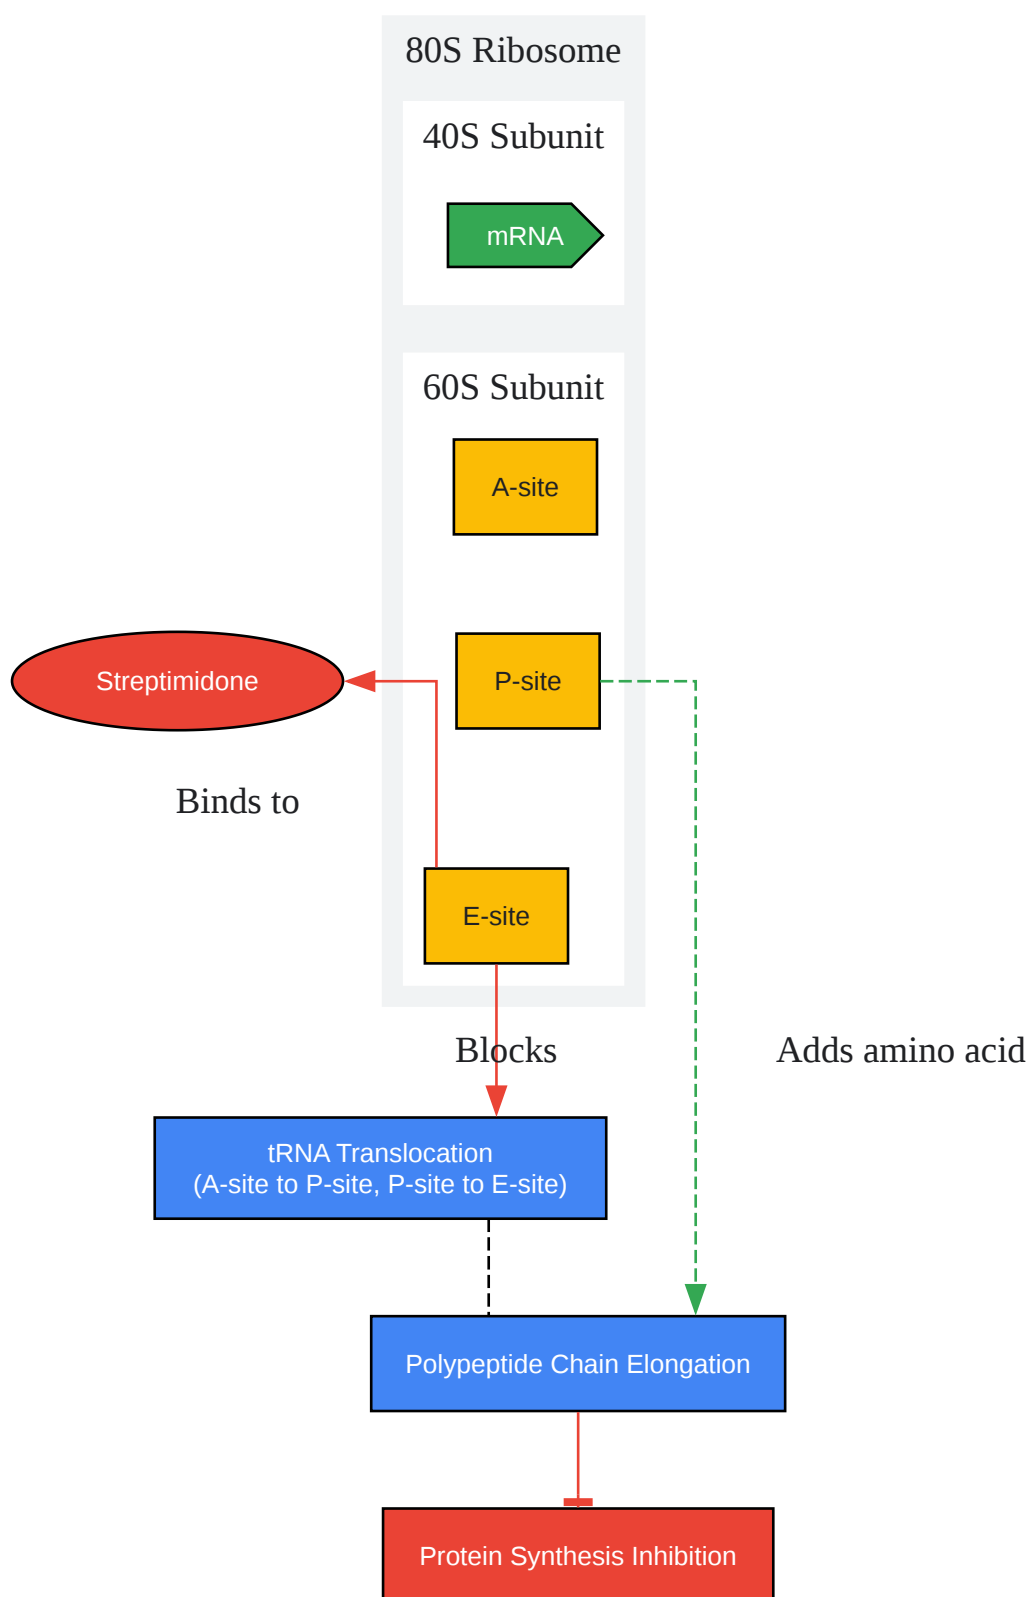 80S Ribosome
40S Subunit
mRNA
60S Subunit
A-site
Streptimidone
P-site
Binds to
E-site
Blocks
Adds amino acid
tRNA Translocation
(A-site to P-site, P-site to E-site)
Polypeptide Chain Elongation
Protein Synthesis Inhibition